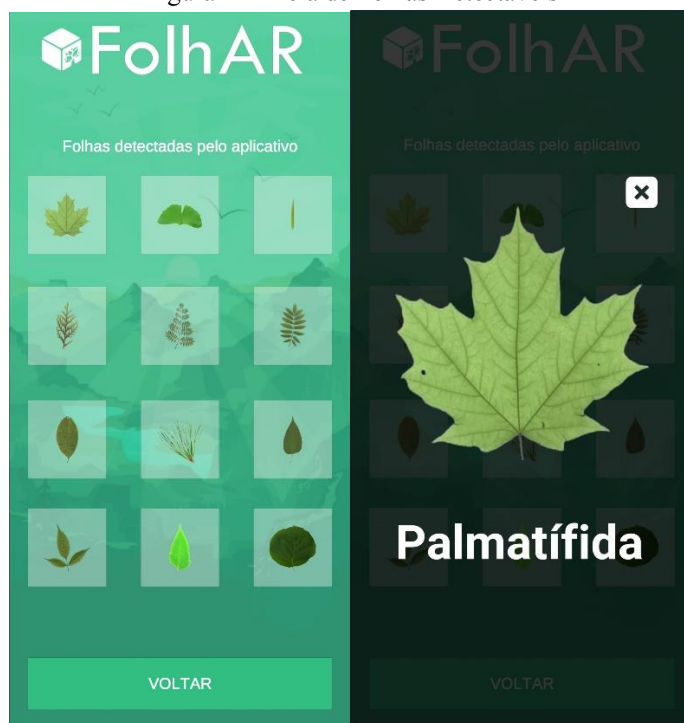 FolhAR
Folhas detectadas pelo aplicativo
VOLTAR
FolhAR
Folhas detectadas pelo aplicativo
Palmatífida
VOLTAR